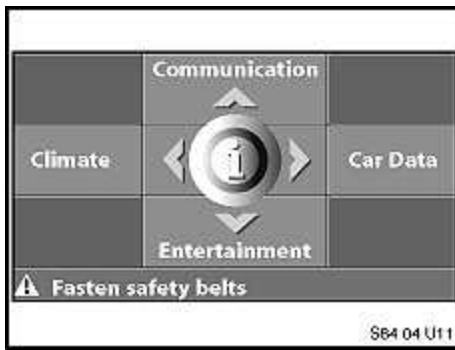 Communication
Climate
i
Car Data
Entertainment
Fasten safety belts
S64 04 U11